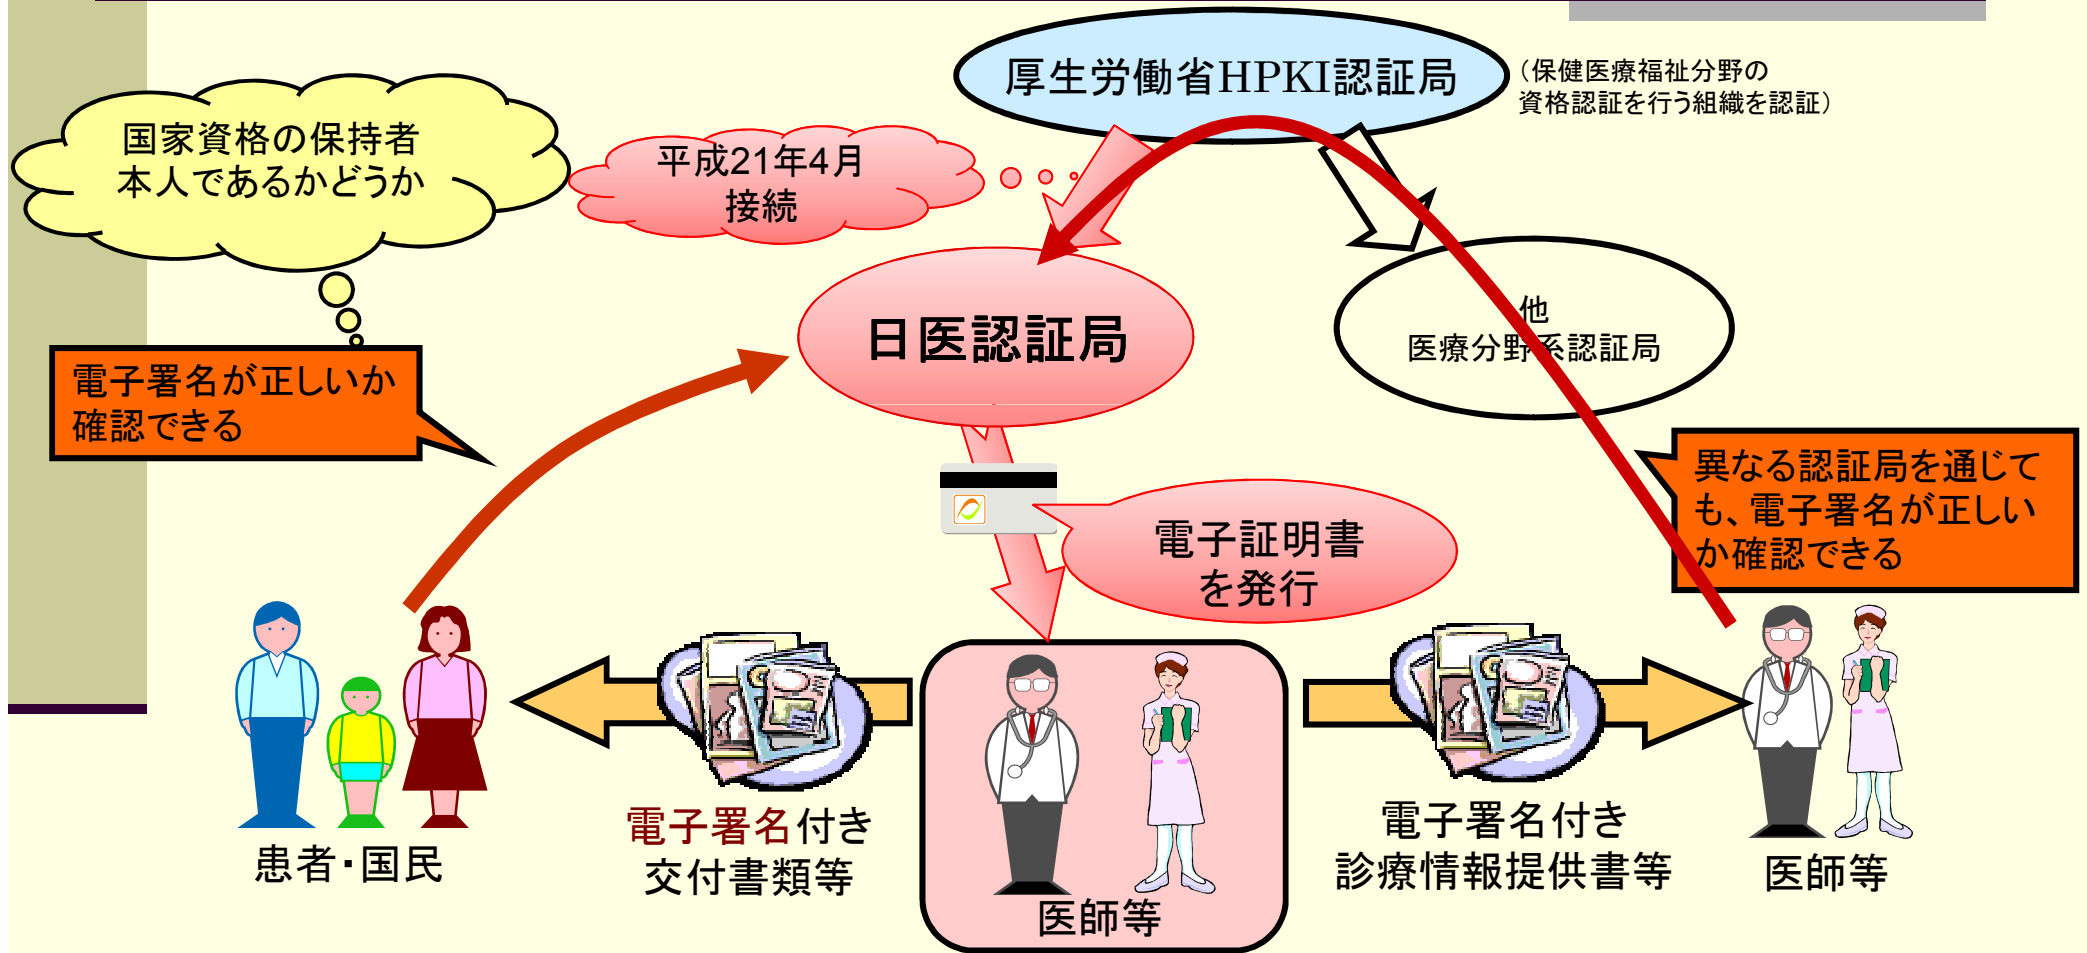 厚生労働省HPKI認証局
（保健医療福祉分野の
資格認証を行う組織を認証）
国家資格の保持者
本人であるかどうか
平成21年4月
接続
日医認証局
他
医療分野系認証局
電子署名が正しいか
確認できる
異なる認証局を通じて
も、電子署名が正しい
か確認できる
電子証明書
を発行
電子署名付き
交付書類等
電子署名付き
診療情報提供書等
患者・国民
医師等
医師等